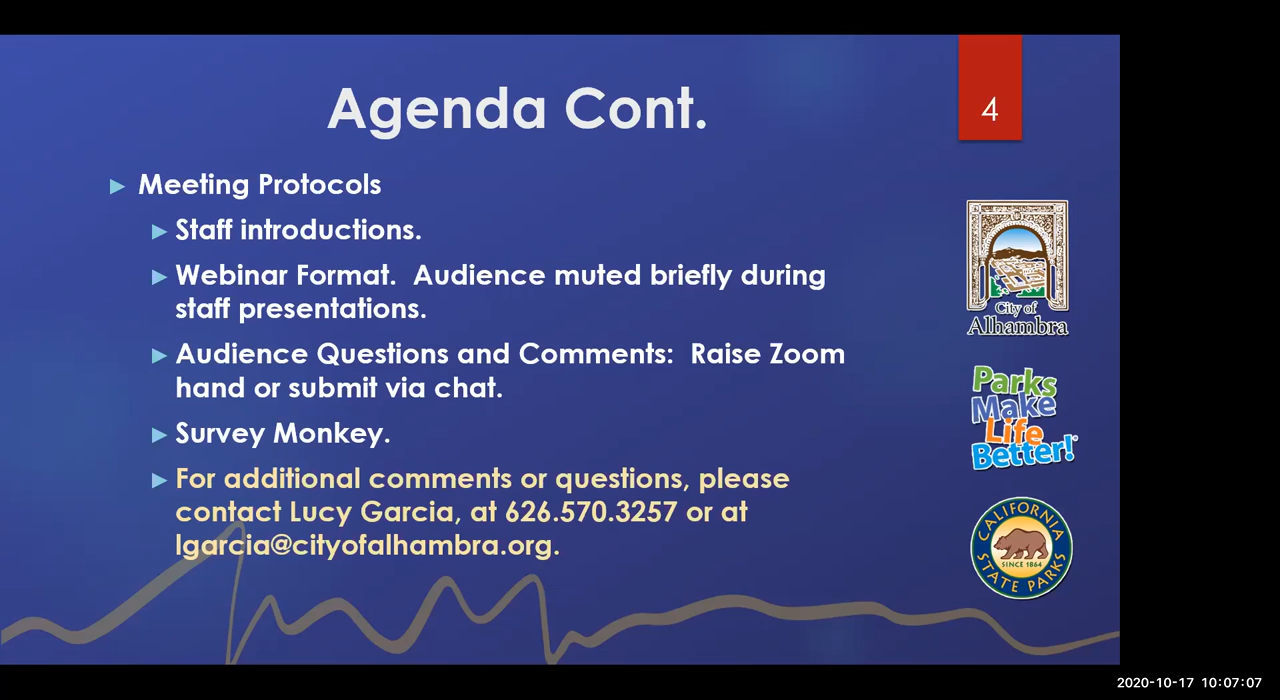 Agenda Cont.
4
Meeting Protocols
Staff introductions.
Webinar Format.  Audience muted briefly during
staff presentations.
Audience Questions and Comments:  Raise Zoom
hand or submit via chat.
Survey Monkey.
For additional comments or questions, please
contact Lucy Garcia, at 626.570.3257 or at
lgarcia@cityofalhambra.org.
City of
Alhambra
Parks
Make
Life
Better!
CALIFORNIA
SINCE 1864
STATE PARKS
2020-10-17 10:07:07